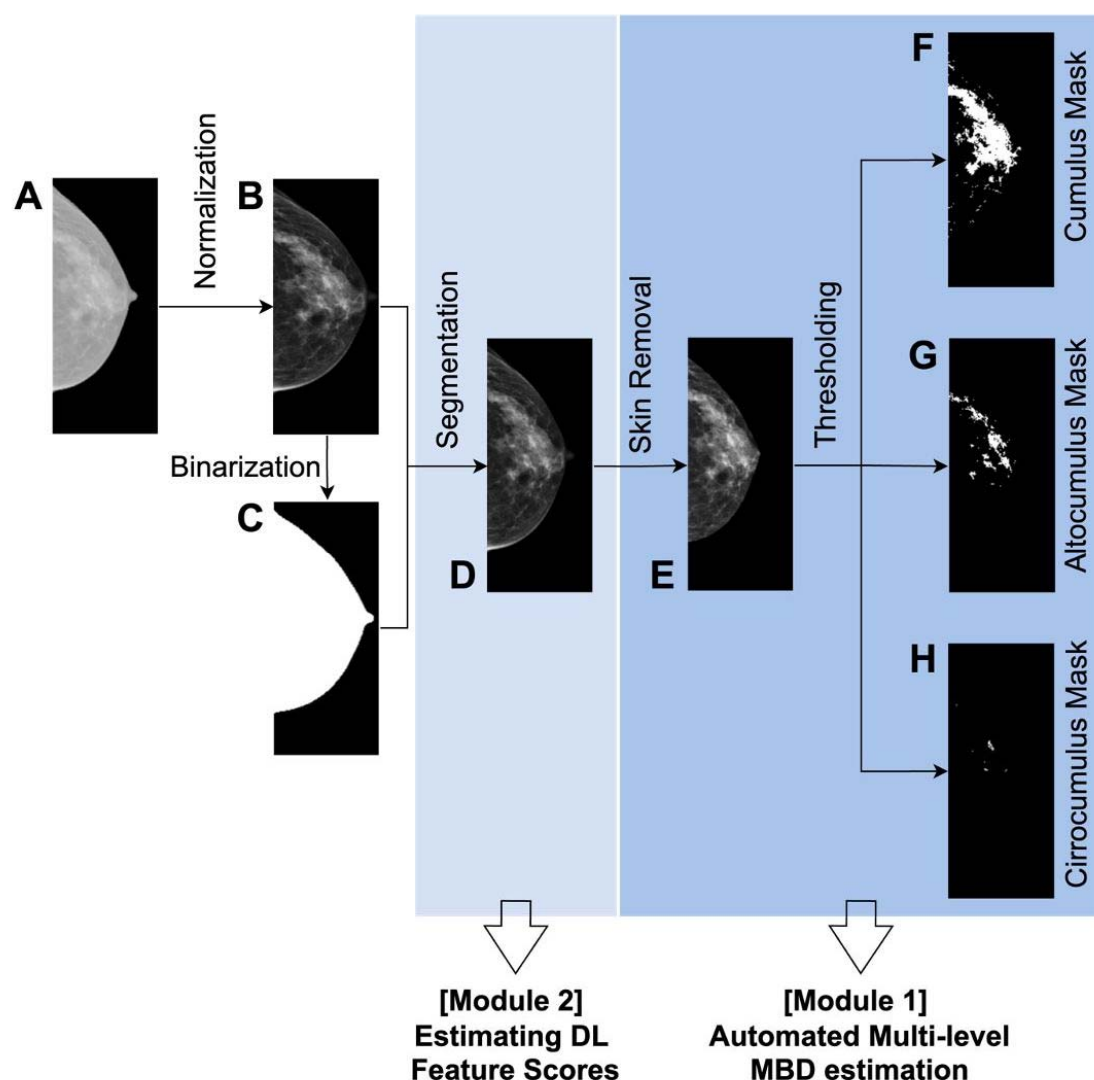 A
Normalization
B
Binarization
C
Segmentation
D
Skin Removal
E
Thresholding
F
Cumulus Mask
G
Altocumulus Mask
H
Cirrocumulus Mask
[Module 2]
Estimating DL
Feature Scores
[Module 1]
Automated Multi-level
MBD estimation